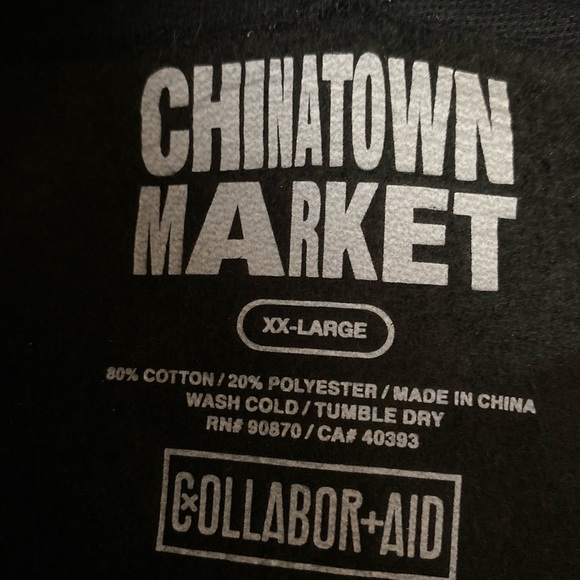 CHINATOWN
MARKET
XX-LARGE
80% COTTON / 20% POLYESTER / MADE IN CHINA
WASH COLD / TUMBLE DRY
RN# 90870 / CA# 40393
COLLABOR+AID